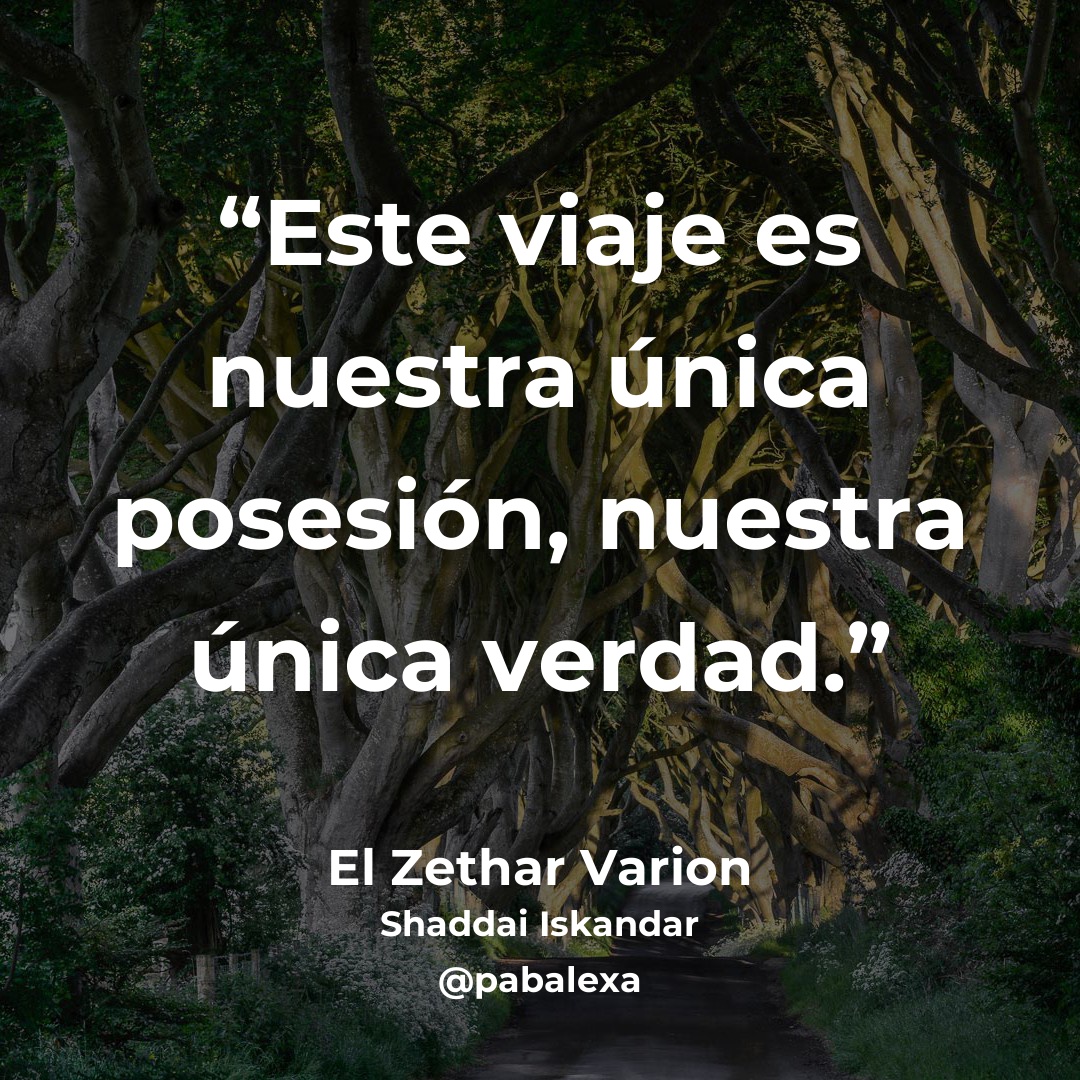 “Este viaje es
nuestra única
posesión, nuestra
única verdad.”
El Zethar Varion
Shaddai Iskandar
@pabalexa